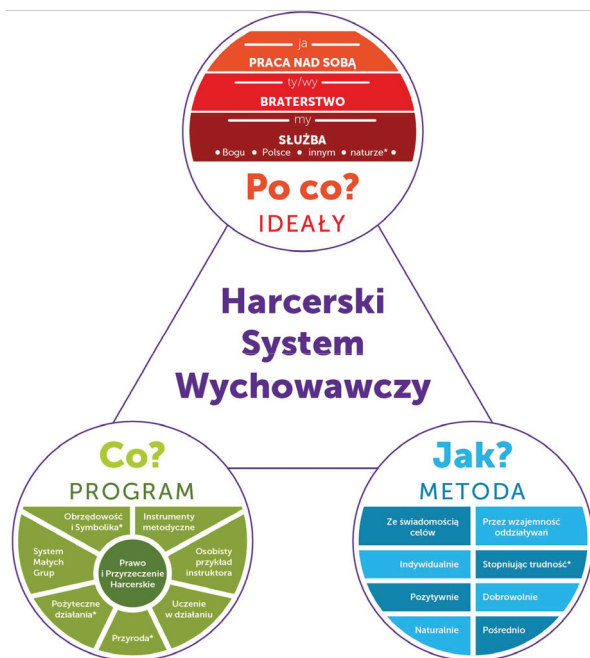 ja
PRACA NAD SOBĄ
ty/wy
BRATERSTWO
my
SŁUŻBA
• Bogu • Polsce • innym • naturze* •
Po co?
IDEAŁY
Harcerski
System
Wychowawczy
Co?
PROGRAM
Obrzędowość
i Symbolika*
Instrumenty
metodyczne
System
Małych
Grup
Osobisty
przykład
instruktora
Prawo
i Przyrzeczenie
Harcerskie
Pożyteczne
działania*
Uczenie
w działaniu
Przyroda*
Jak?
METODA
Ze świadomością
celów
Przez wzajemność
oddziaływań
Indywidualnie
Stopniując trudność*
Pozytywnie
Dobrowolnie
Naturalnie
Pośrednio